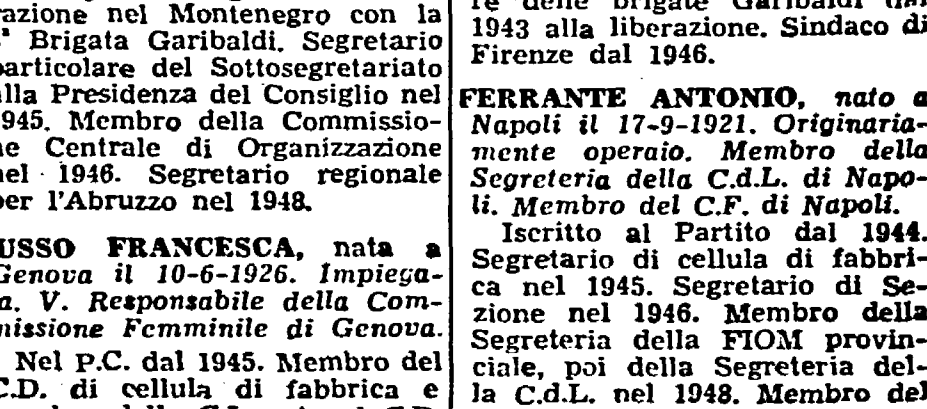 razione nel Montenegro con la
Brigata Garibaldi. Segretario
particolare del Sottosegretariato
alla Presidenza del Consiglio nel
1945. Membro della Commissio-
ne Centrale di Organizzazione
nel 1946. Segretario regionale
per l'Abruzzo nel 1948.
USSO FRANCESCA, nata a
Genova il 10-6-1926. Impiega-
a. V. Responsabile della Com-
missione Femminile di Genova.
Nel P.C. dal 1945. Membro del
C.D. di cellula di fabbrica e
re delle brigate Garibaldi dal
1943 alla liberazione. Sindaco di
Firenze dal 1946.
FERRANTE ANTONIO, nato a
Napoli il 17-9-1921. Originaria-
mente operaio. Membro della
Segreteria della C.d.L. di Napo-
li. Membro del C.F. di Napoli.
Iscritto al Partito dal 1944.
Segretario di cellula di fabbri-
ca nel 1945. Segretario di Se-
zione nel 1946. Membro della
Segreteria della FIOM provin-
ciale, poi della Segreteria del-
la C.d.L. nel 1948. Membro del